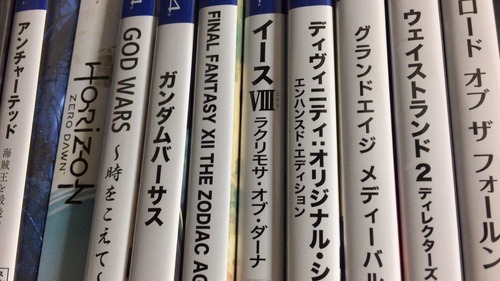 アンチャーテッド
海賊王と最後
Horizon
ZERO DAWN
GOD WARS
～時をこえて～
4
ガンダムバーサス
FINAL FANTASY XII THE ZODIAC AG
イースVIII
ラクリモサ・オブ・ダーナ
ディヴィニティ:オリジナル・シ
エンハンスド・エディション
グランドエイジ メディーバル
ウェイストランド2 ディレクターズ
ロード オブ ザ フォールン